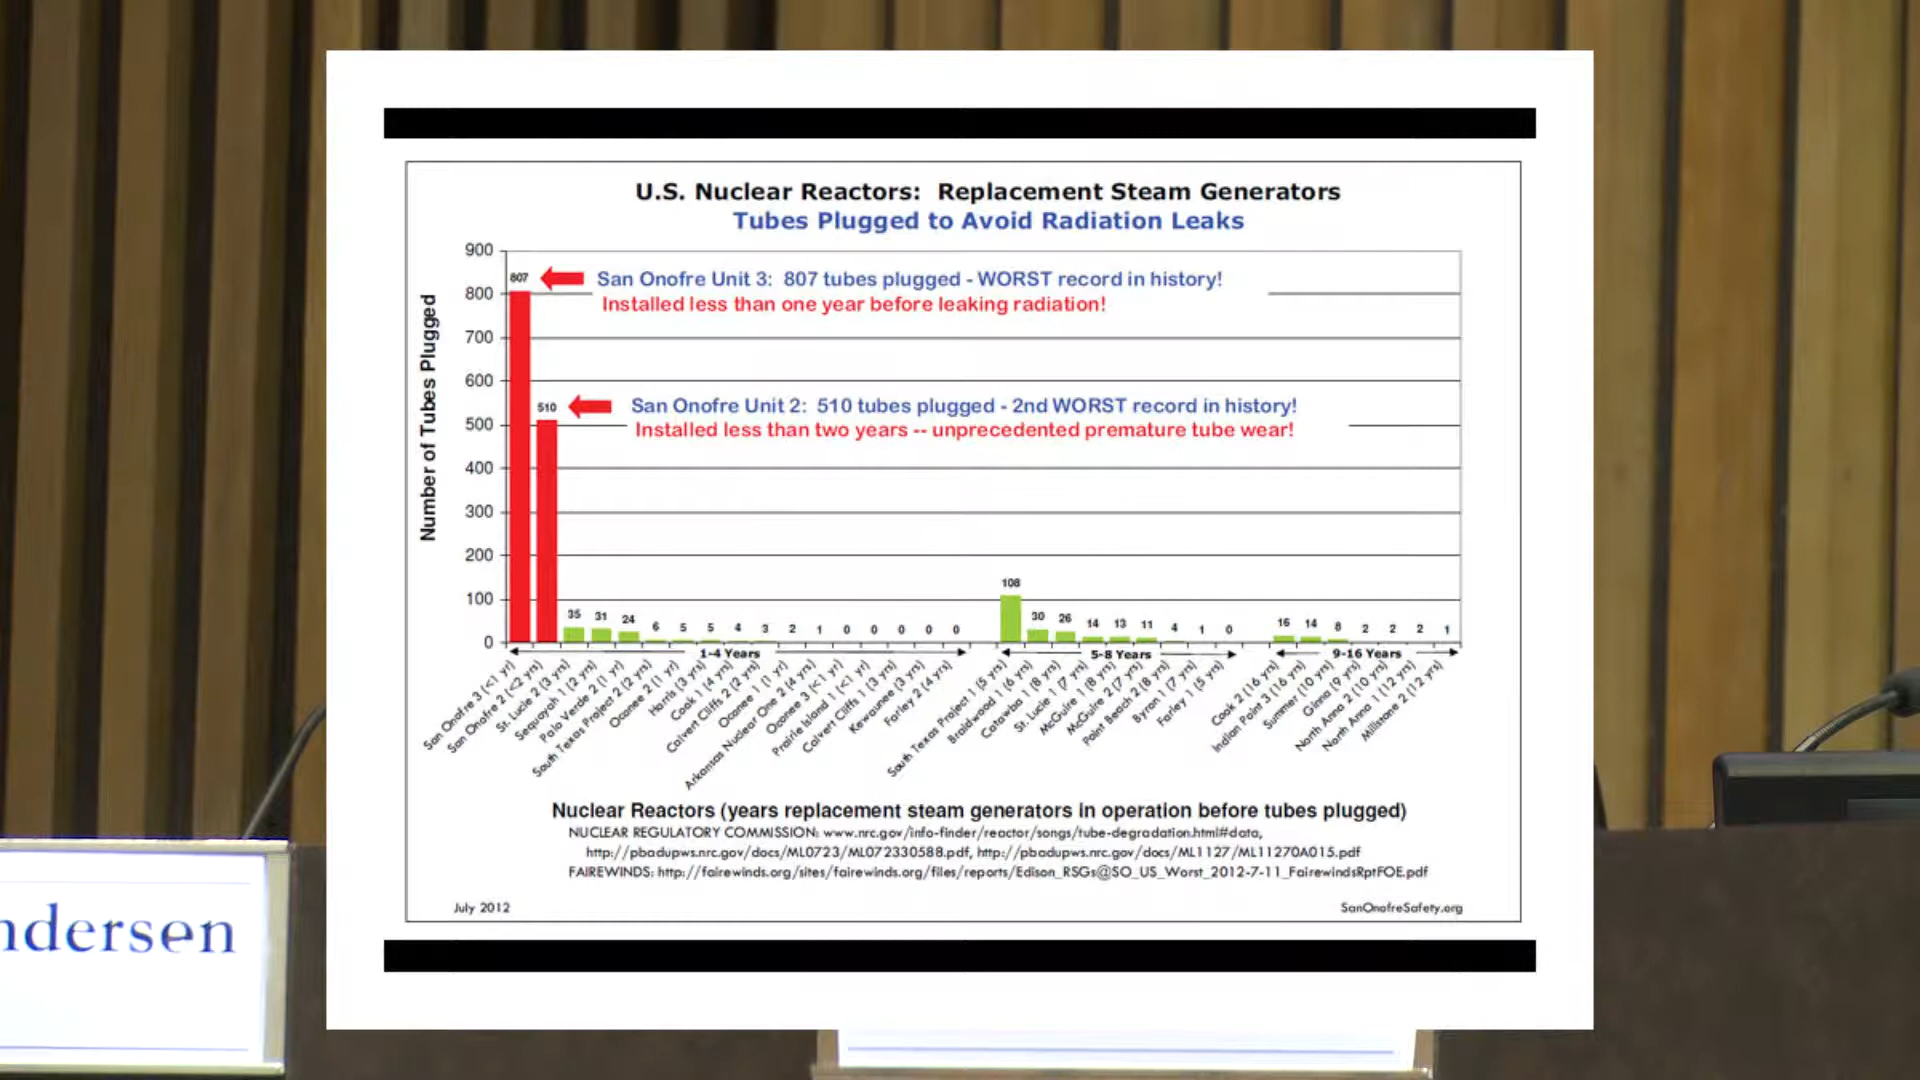 U.S. Nuclear Reactors: Replacement Steam Generators
Tubes Plugged to Avoid Radiation Leaks
Number of Tubes Plugged
900
800
700
600
500
400
300
200
100
0
807
San Onofre Unit 3: 807 tubes plugged - WORST record in history!
Installed less than one year before leaking radiation!
510
San Onofre Unit 2: 510 tubes plugged - 2nd WORST record in history!
Installed less than two years -- unprecedented premature tube wear!
35 31 24 6 5 5 4 3 2 1 0 0 0 0 0
108 30 26 14 13 11 4 1 0
16 14 8 2 2 2 1
1-4 Years
5-8 Years
9-16 Years
San Onofre 3 (<1 yr)
San Onofre 2 (<2 yrs)
St. Lucie 2 (3 yrs)
Sequoyah 1 (2 yrs)
Palo Verde 2 (1 yr)
South Texas Project 2 (2 yrs)
Oconee 2 (1 yr)
Harris (3 yrs)
Cook 1 (4 yrs)
Calvert Cliffs 2 (2 yrs)
Oconee 1 (1 yr)
Arkansas Nuclear One 2 (4 yrs)
Oconee 3 (<1 yr)
Prairie Island 1 (<1 yr)
Calvert Cliffs 1 (3 yrs)
Kewaunee (3 yrs)
Farley 2 (4 yrs)
South Texas Project 1 (5 yrs)
Braidwood 1 (6 yrs)
Catawba 1 (8 yrs)
St. Lucie 1 (7 yrs)
McGuire 1 (8 yrs)
McGuire 2 (7 yrs)
Point Beach 2 (8 yrs)
Byron 1 (7 yrs)
Farley 1 (5 yrs)
Cook 2 (16 yrs)
Indian Point 3 (16 yrs)
Summer (10 yrs)
Ginna (9 yrs)
North Anna 2 (10 yrs)
North Anna 1 (12 yrs)
Millstone 2 (12 yrs)
Nuclear Reactors (years replacement steam generators in operation before tubes plugged)
NUCLEAR REGULATORY COMMISSION: www.nrc.gov/info-finder/reactor/songs/tube-degradation.html#data,
http://pbadupws.nrc.gov/docs/ML0723/ML072330588.pdf, http://pbadupws.nrc.gov/docs/ML1127/ML11270A015.pdf
FAIREWINDS: http://fairewinds.org/sites/fairewinds.org/files/reports/Edison_RSGs@SO_US_Worst_2012-7-11_FairewindsRptFOE.pdf
July 2012
SanOnofreSafety.org
ndersen